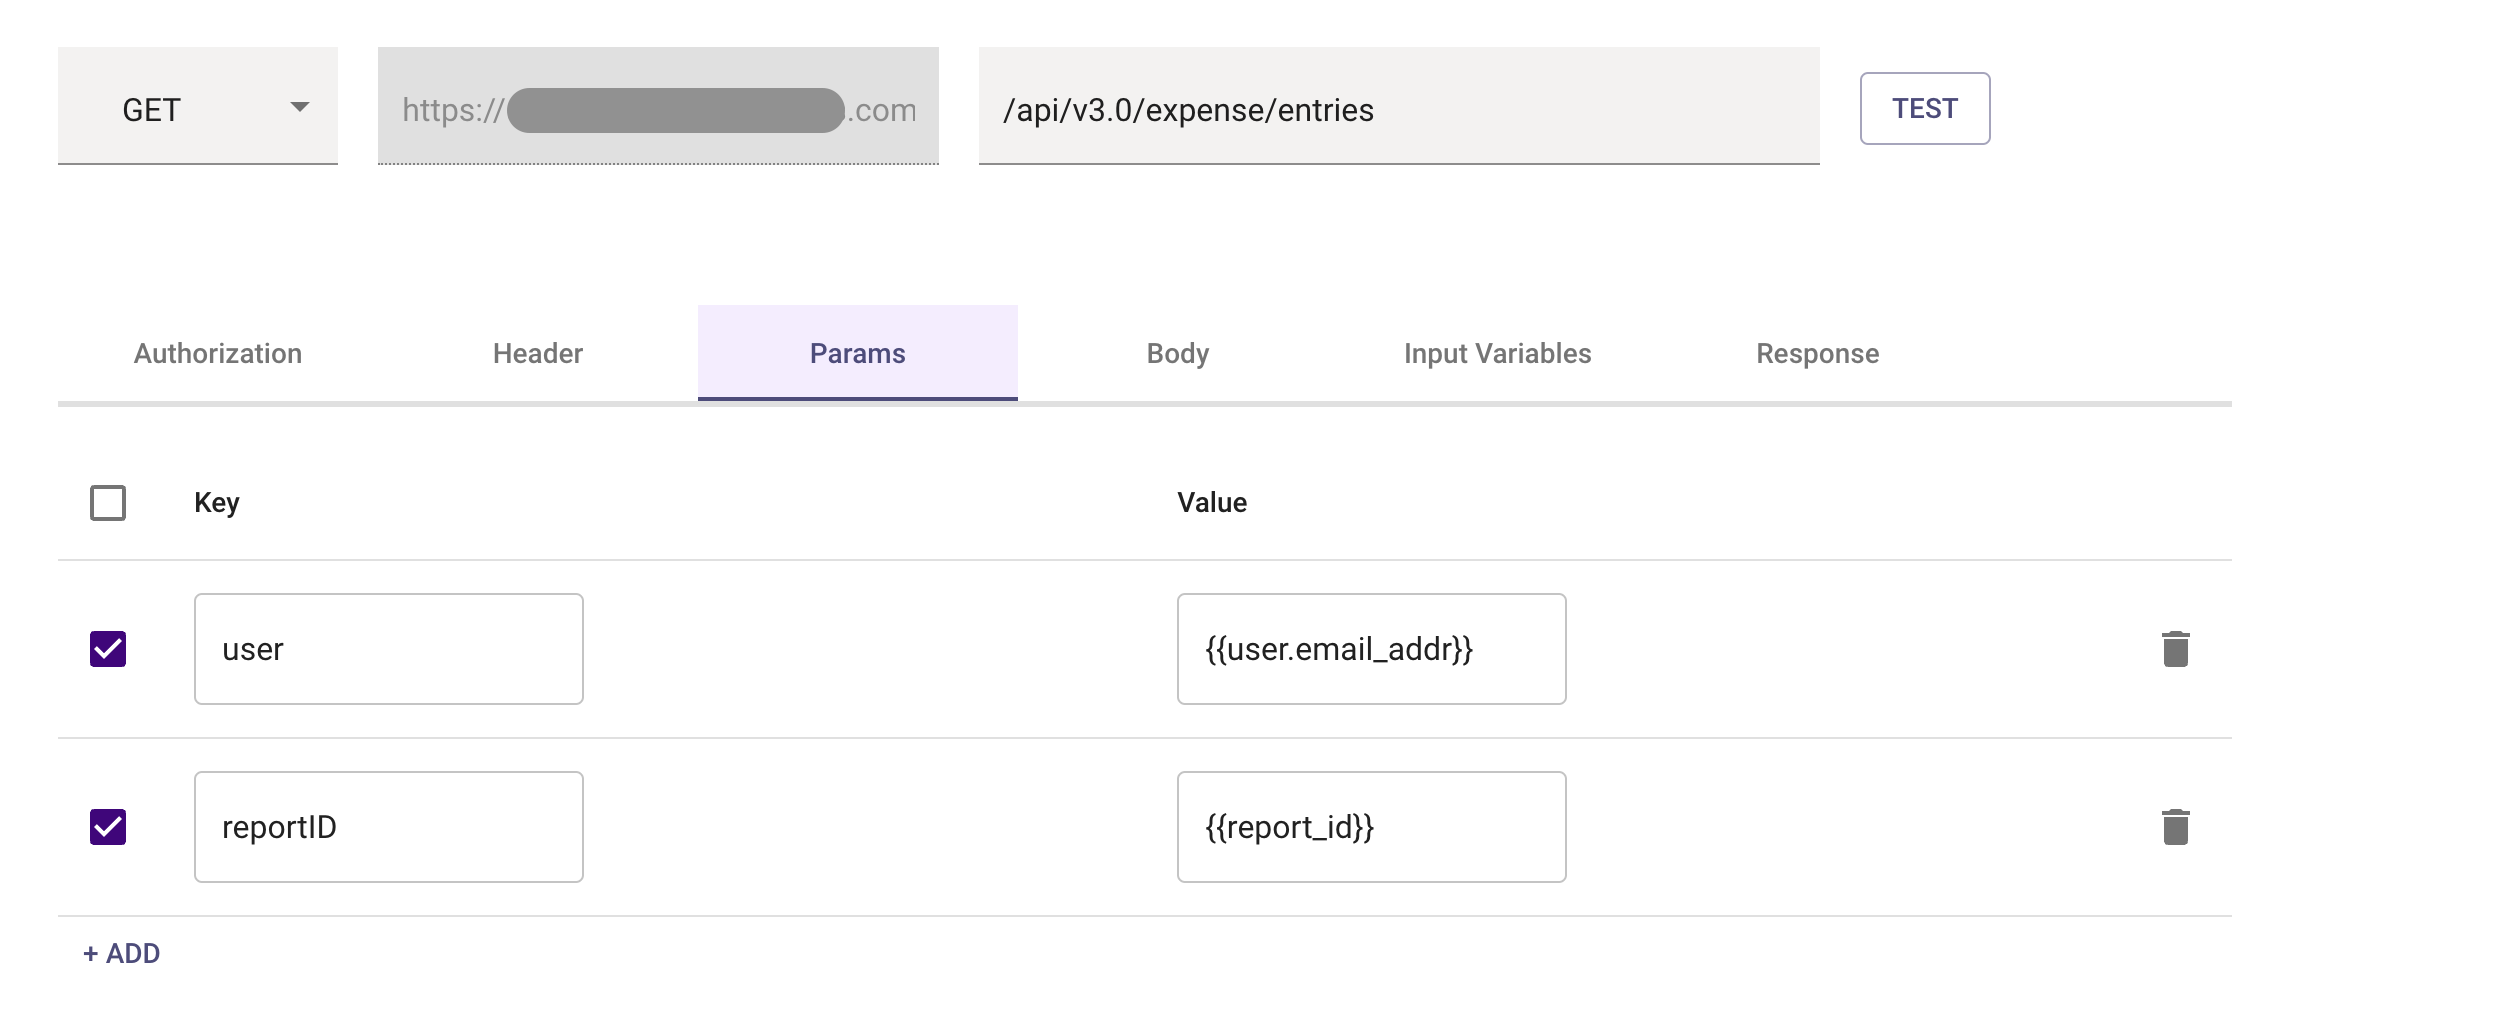 GET https:// .com /api/v3.0/expense/entries TEST
Authorization Header Params Body Input Variables Response
Key Value
user {{user.email_addr}}
reportID {{report_id}}
+ ADD